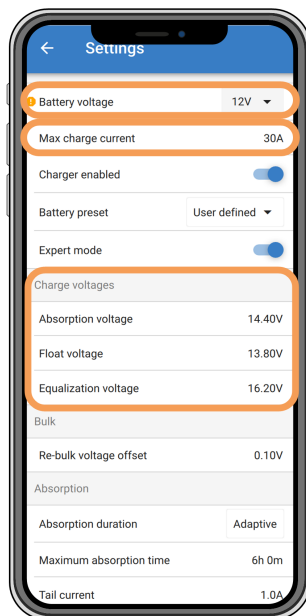 Settings
Battery voltage 12V
Max charge current 30A
Charger enabled
Battery preset User defined
Expert mode
Charge voltages
Absorption voltage 14.40V
Float voltage 13.80V
Equalization voltage 16.20V
Bulk
Re-bulk voltage offset 0.10V
Absorption
Absorption duration Adaptive
Maximum absorption time 6h 0m
Tail current 1.0A